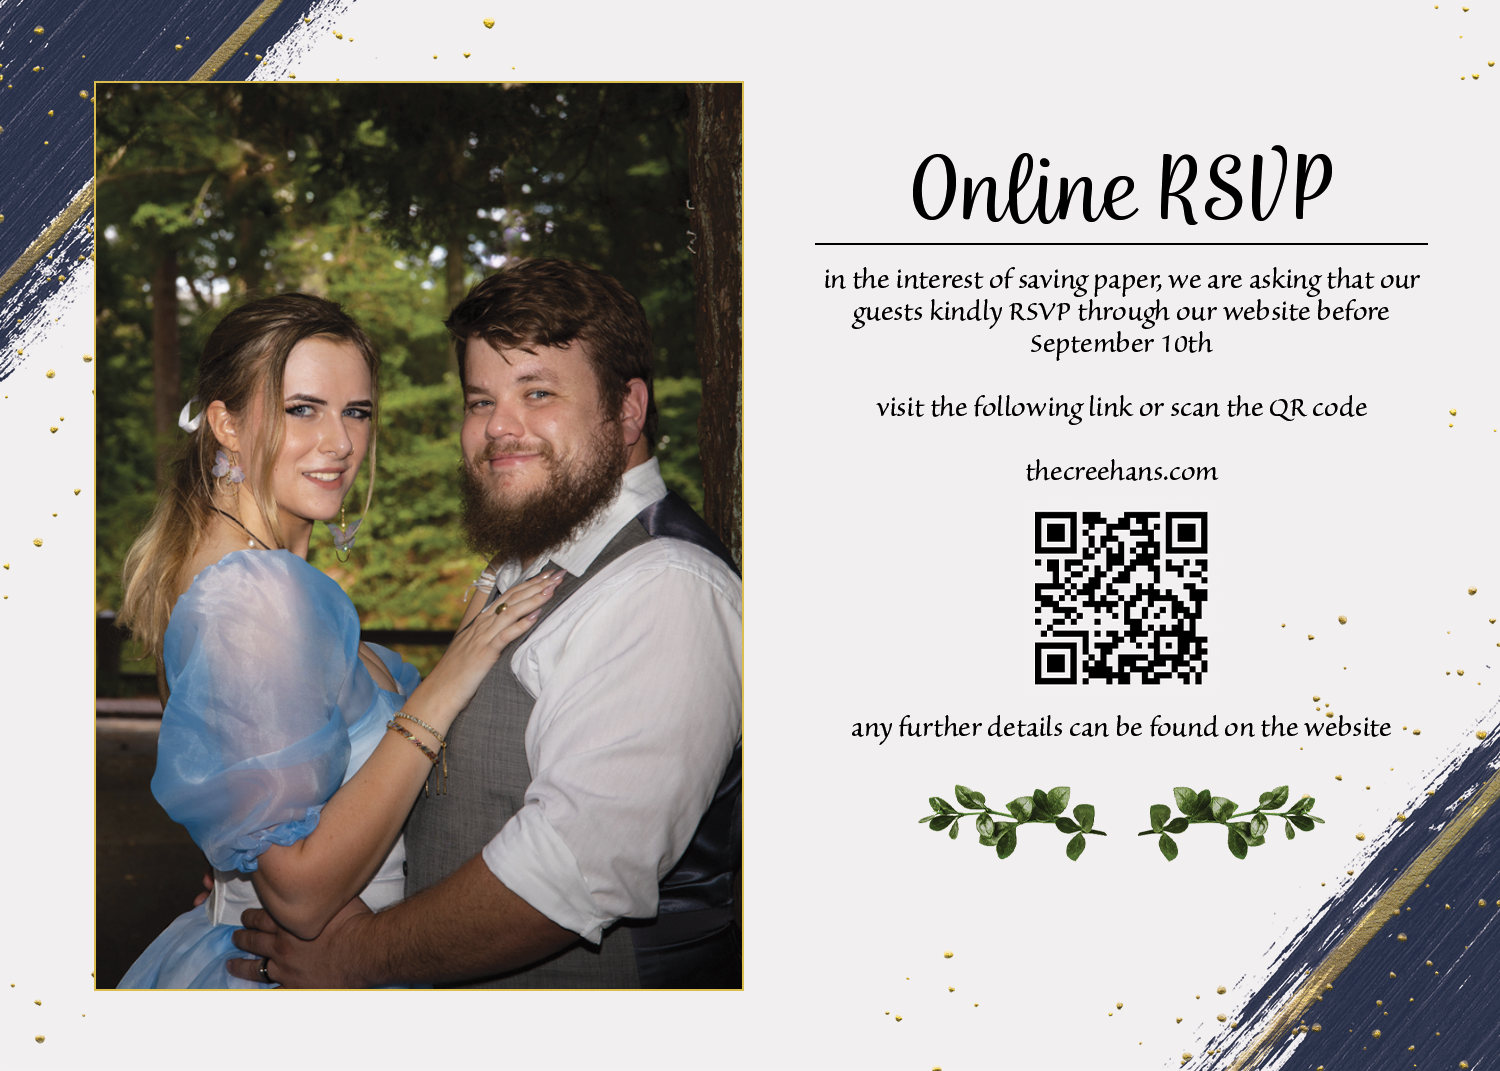 Online RSVP
in the interest of saving paper, we are asking that our
guests kindly RSVP through our website before
September 10th
visit the following link or scan the QR code
thecreehans.com
any further details can be found on the website